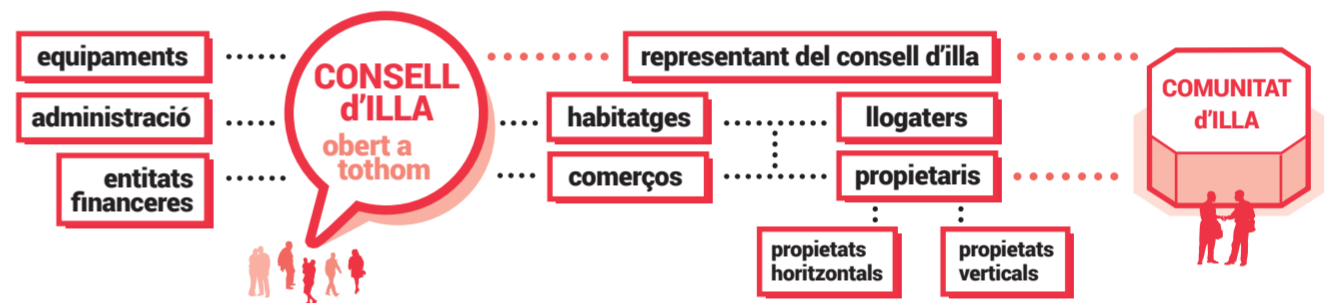 equipaments
administració
entitats
financeres
CONSELL
d’ILLA
obert a
tothom
representant del consell d’illa
habitatges
llogaters
comerços
propietaris
propietats
horitzontals
propietats
verticals
COMUNITAT
d’ILLA